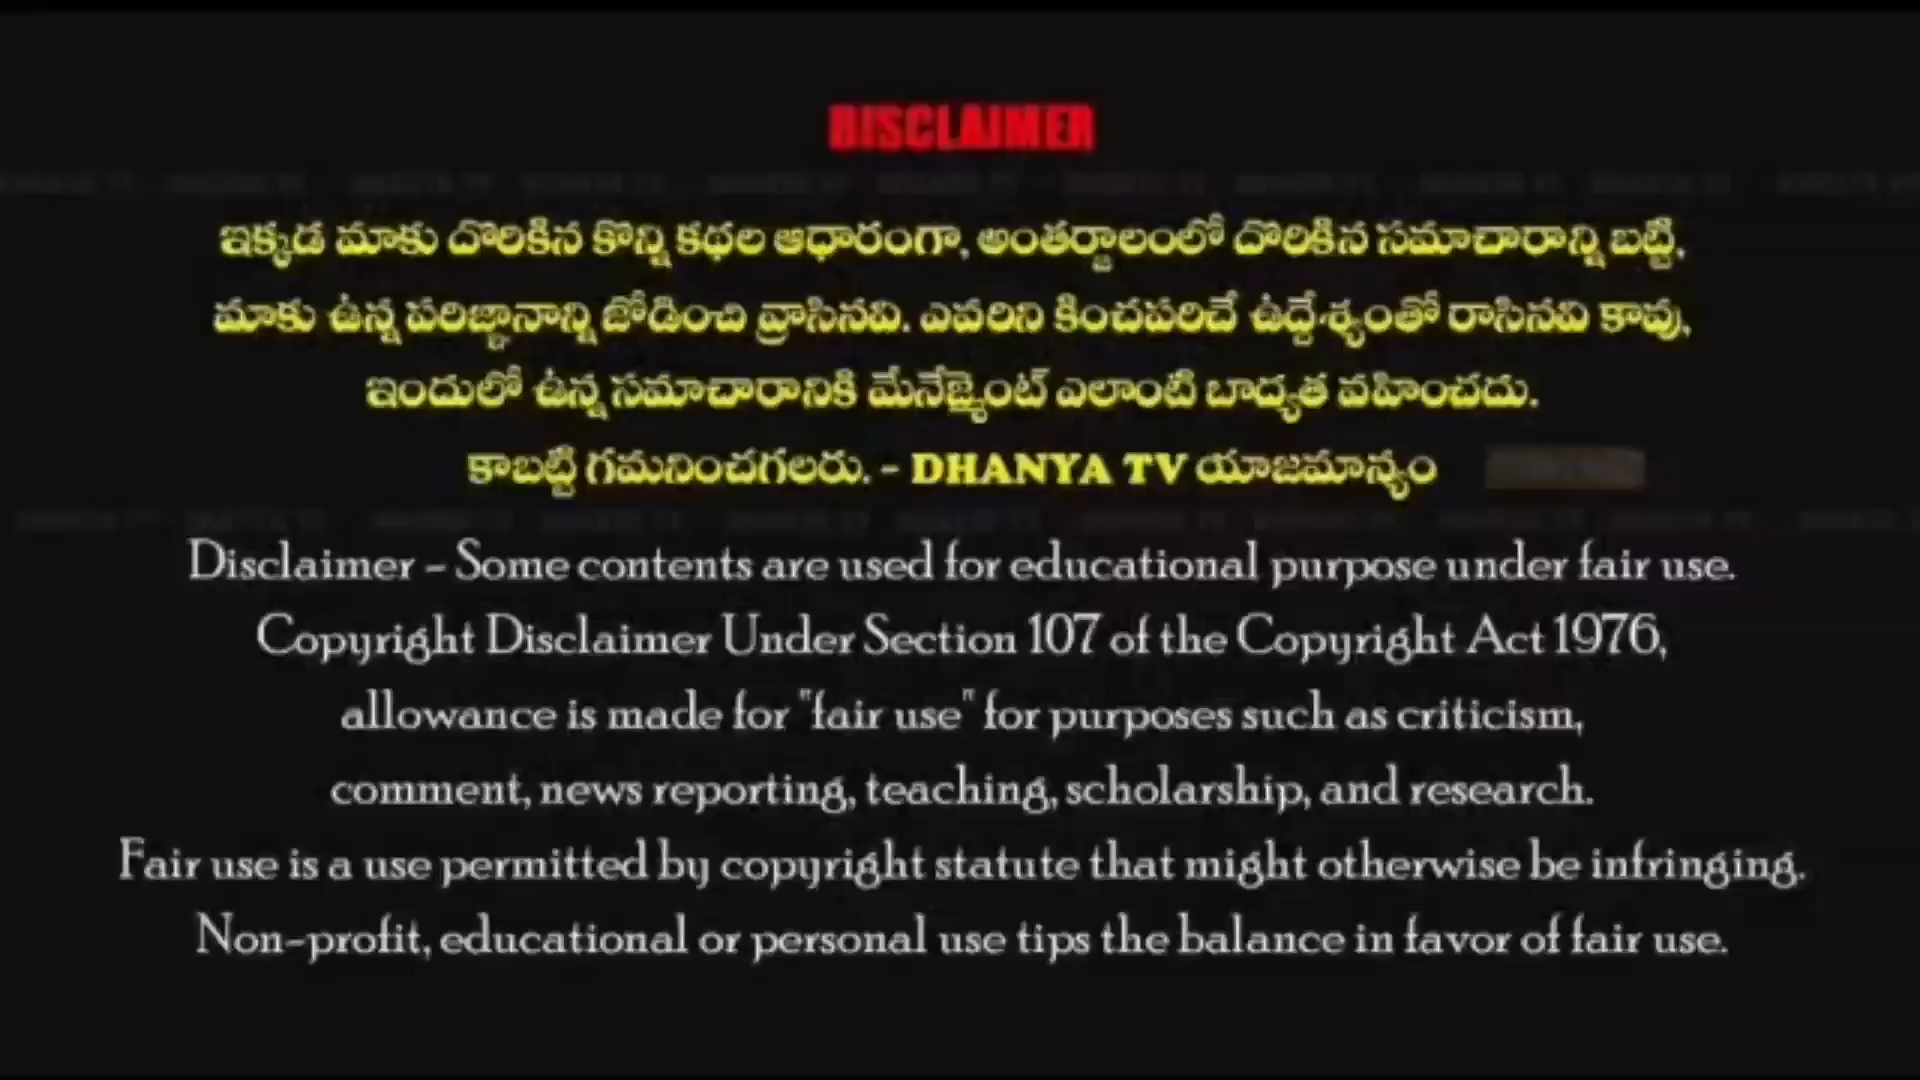 DISCLAIMER
ఇక్కడ మాకు దొరికిన కొన్ని కథల ఆధారంగా, అంతర్జాలంలో దొరికిన సమాచారాన్ని బట్టి,
మాకు ఉన్న పరిజ్ఞానాన్ని జోడించి వ్రాసినవి. ఎవరిని కించపరిచే ఉద్దేశ్యంతో రాసినవి కావు,
ఇందులో ఉన్న సమాచారానికి మేనేజ్మెంట్ ఎలాంటి బాద్యత వహించదు.
కాబట్టి గమనించగలరు. - DHANYA TV యాజమాన్యం
Disclaimer - Some contents are used for educational purpose under fair use.
Copyright Disclaimer Under Section 107 of the Copyright Act 1976,
allowance is made for "fair use" for purposes such as criticism,
comment, news reporting, teaching, scholarship, and research.
Fair use is a use permitted by copyright statute that might otherwise be infringing.
Non-profit, educational or personal use tips the balance in favor of fair use.